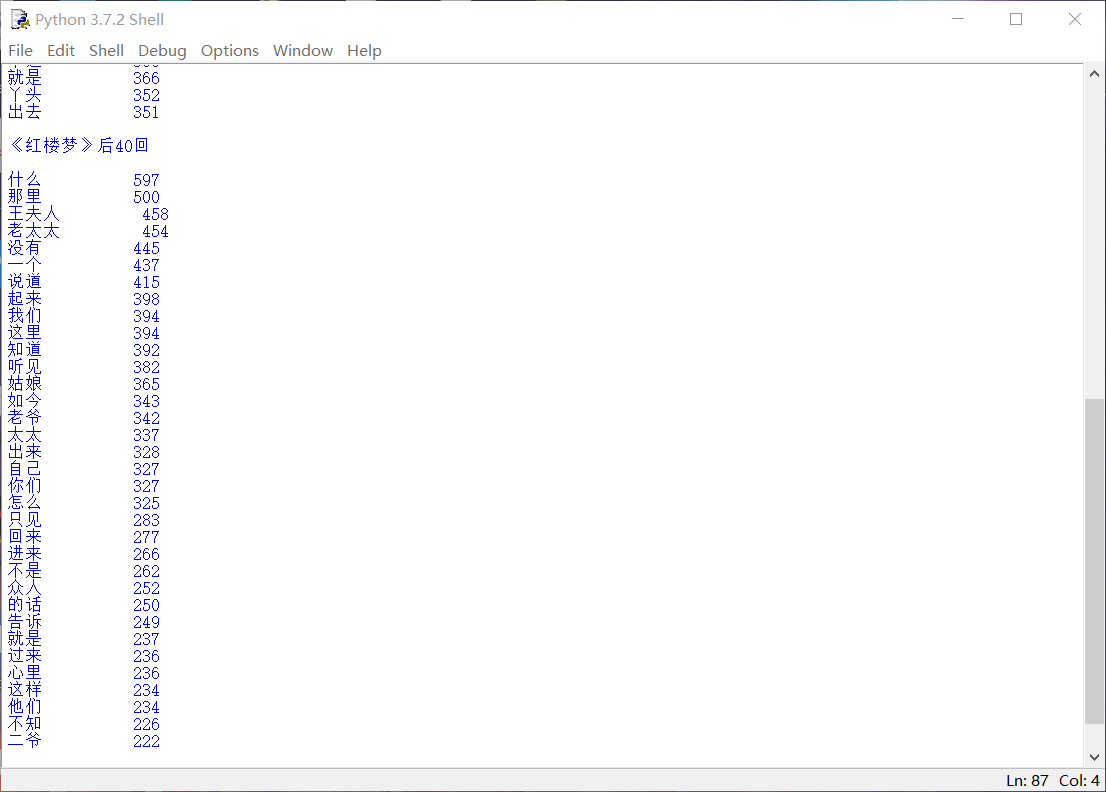 Python 3.7.2 Shell
File Edit Shell Debug Options Window Help
就是 366
丫头 352
出去 351
《红楼梦》后40回
什么 597
那里 500
王夫人 458
老太太 454
没有 445
一个 437
说道 415
起来 398
我们 394
这里 394
知道 392
听见 382
姑娘 365
如今 343
老爷 342
太太 337
出来 328
自己 327
你们 327
怎么 325
只见 283
回来 277
进来 266
不是 262
众人 252
的话 250
告诉 249
就是 237
过来 236
心里 236
这样 234
他们 234
不知 226
二爷 222
Ln: 87 Col: 4